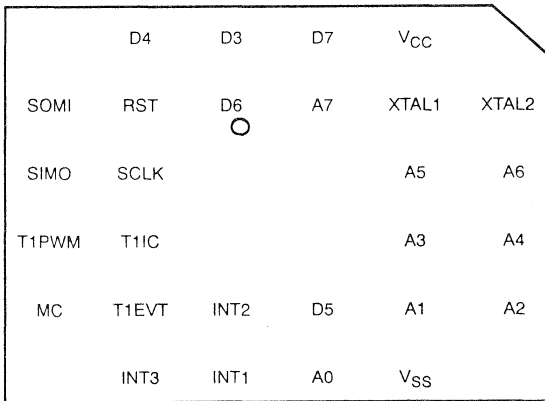 D4 D3 D7 VCC
SOMI RST D6 A7 XTAL1 XTAL2
SIMO SCLK A5 A6
T1PWM T1IC A3 A4
MC T1EVT INT2 D5 A1 A2
INT3 INT1 A0 VSS